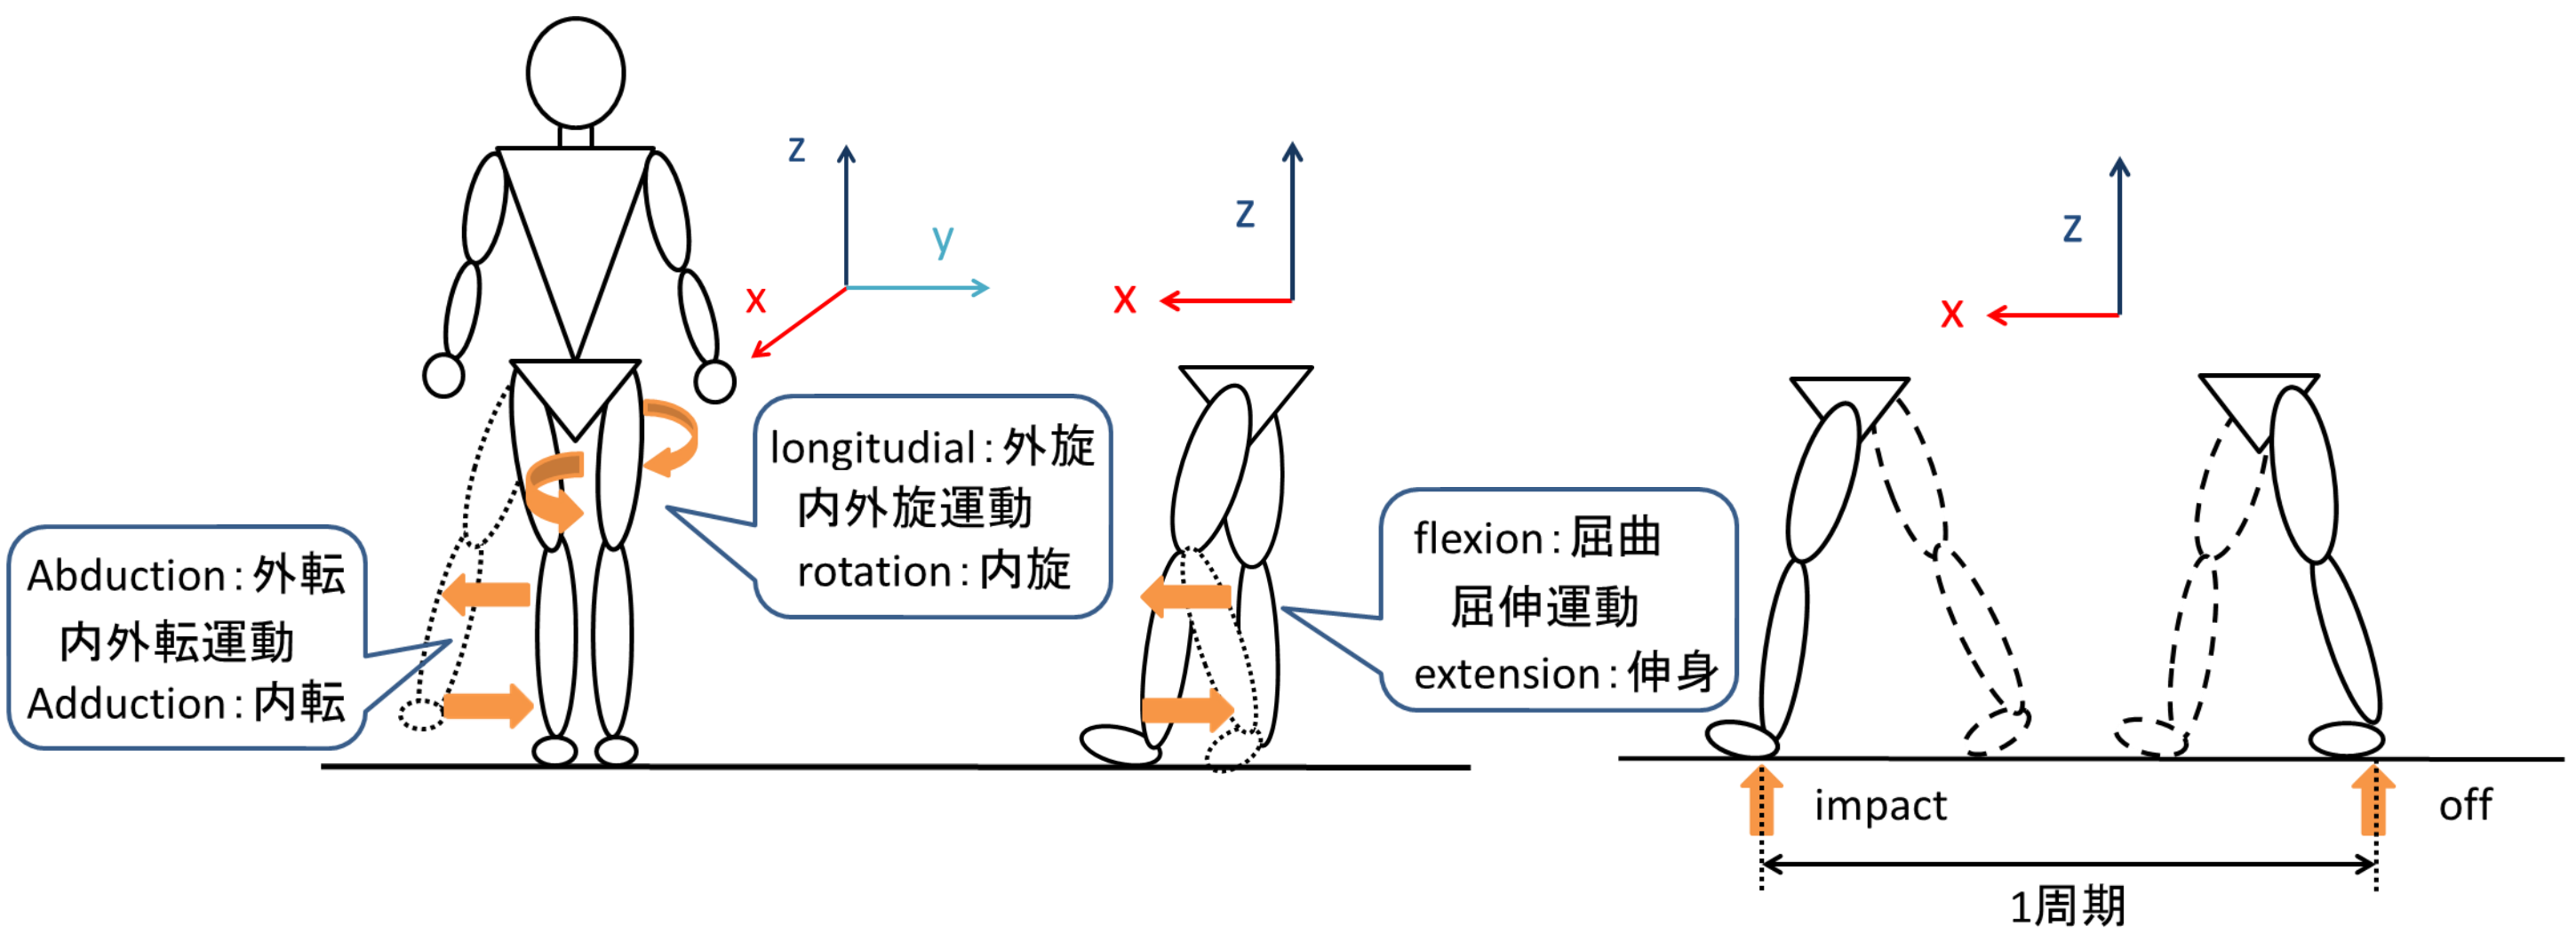 z
y
x
longitudial：外旋
内外旋運動
rotation：内旋
Abduction：外転
内外転運動
Adduction：内転
z
x
flexion：屈曲
屈伸運動
extension：伸身
z
x
impact
off
1周期